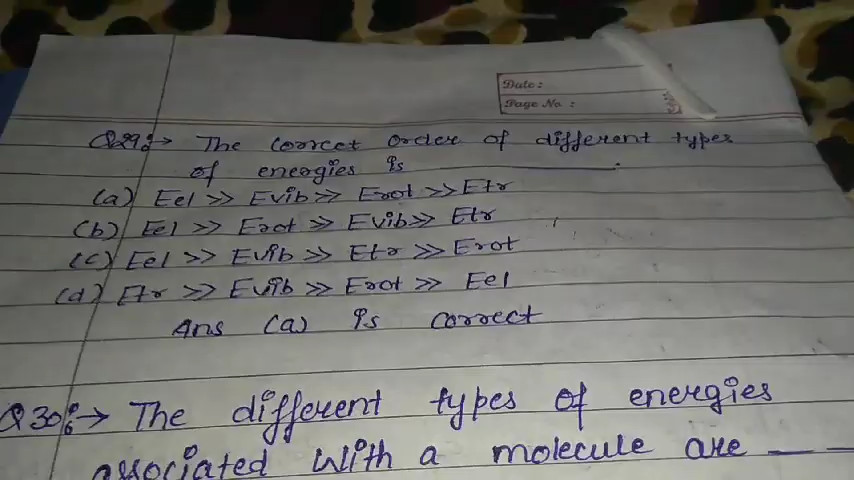 Date :
Page No :
Q29:→ The correct order of different types
of energies is ________.
(a) Eel >> Evib >> Erot >> Etr
(b) Eel >> Erot >> Evib >> Etr
(c) Eel >> Evib >> Etr >> Erot
(d) Etr >> Evib >> Erot >> Eel
Ans (a) is correct
Q30:→ The different types of energies
associated with a molecule are — —